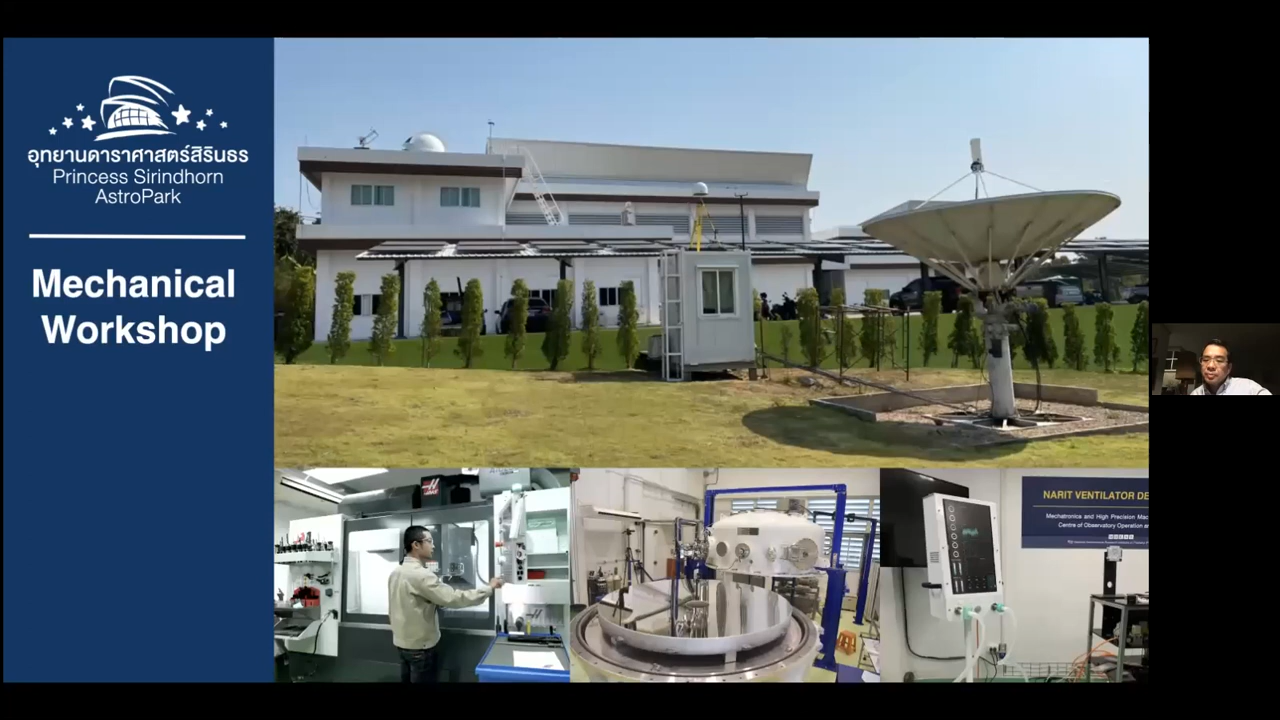 อุทยานดาราศาสตร์สิรินธร
Princess Sirindhorn
AstroPark
Mechanical
Workshop
NARIT VENTILATOR DE
Mechatronics and High Precision Mac
Centre of Observatory Operation an